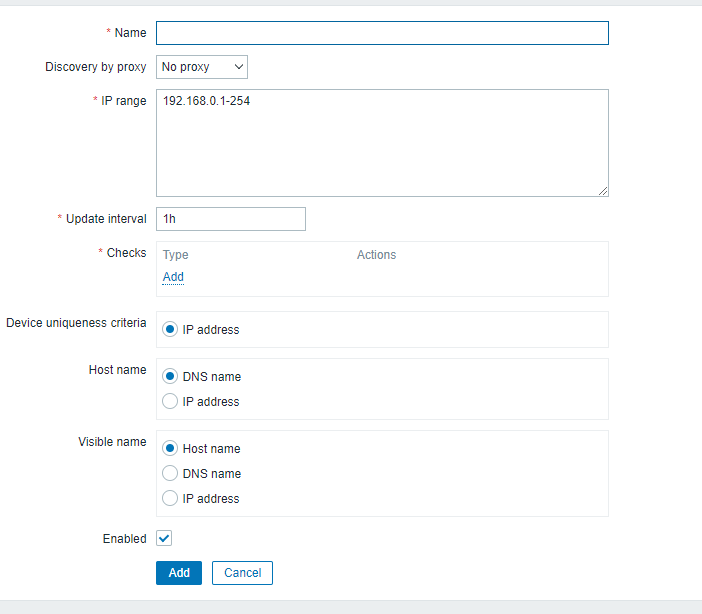 * Name
Discovery by proxy No proxy
* IP range 192.168.0.1-254
* Update interval 1h
* Checks Type Actions
Add
Device uniqueness criteria IP address
Host name DNS name
IP address
Visible name Host name
DNS name
IP address
Enabled
Add Cancel